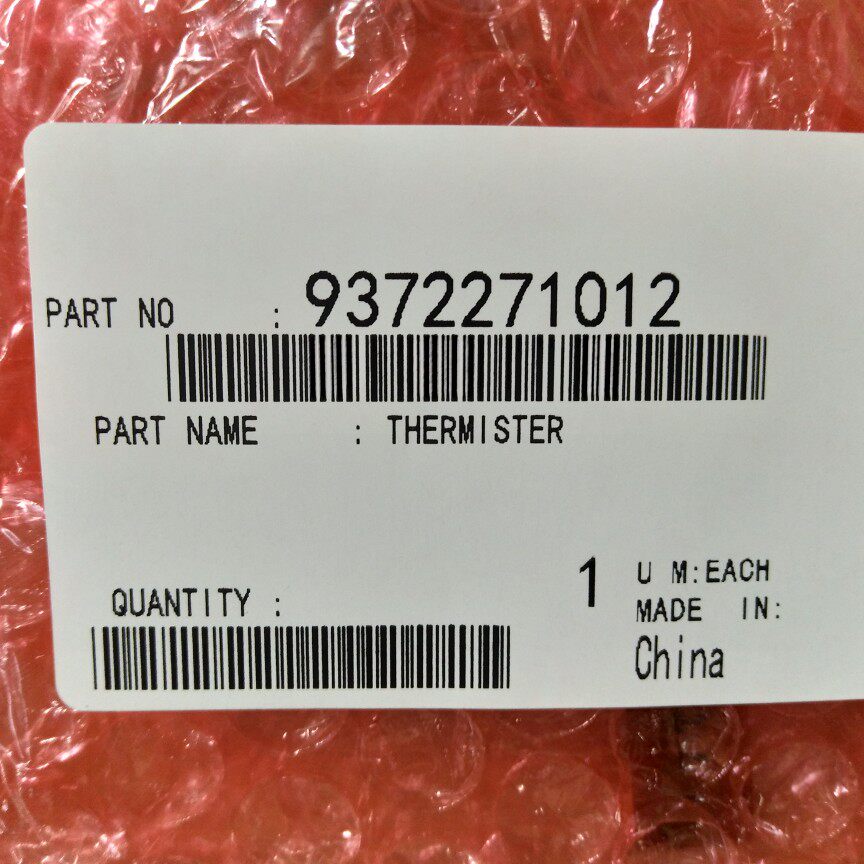 PART NO : 9372271012
PART NAME : THERMISTER
QUANTITY : 1 U M:EACH
MADE IN:
China